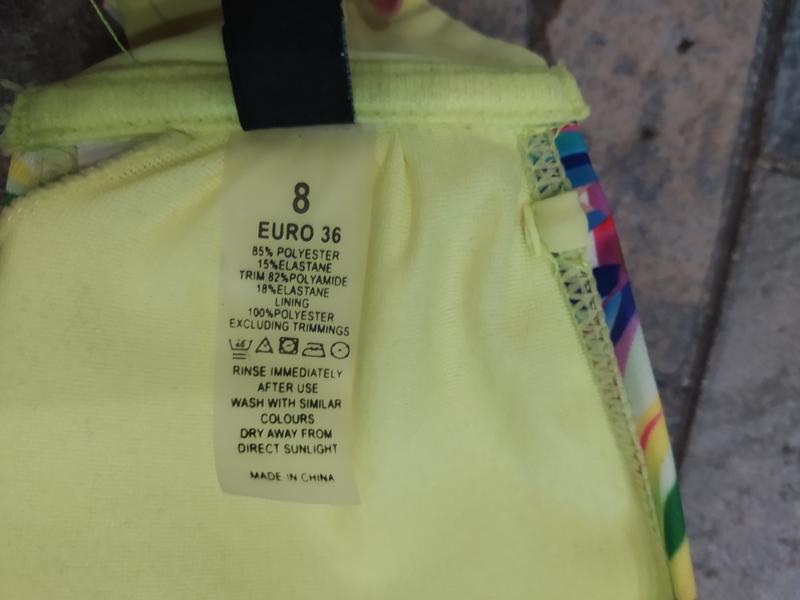 8
EURO 36
85% POLYESTER
15%ELASTANE
TRIM 82%POLYAMIDE
18%ELASTANE
LINING
100%POLYESTER
EXCLUDING TRIMMINGS
RINSE IMMEDIATELY
AFTER USE
WASH WITH SIMILAR
COLOURS
DRY AWAY FROM
DIRECT SUNLIGHT
MADE IN CHINA